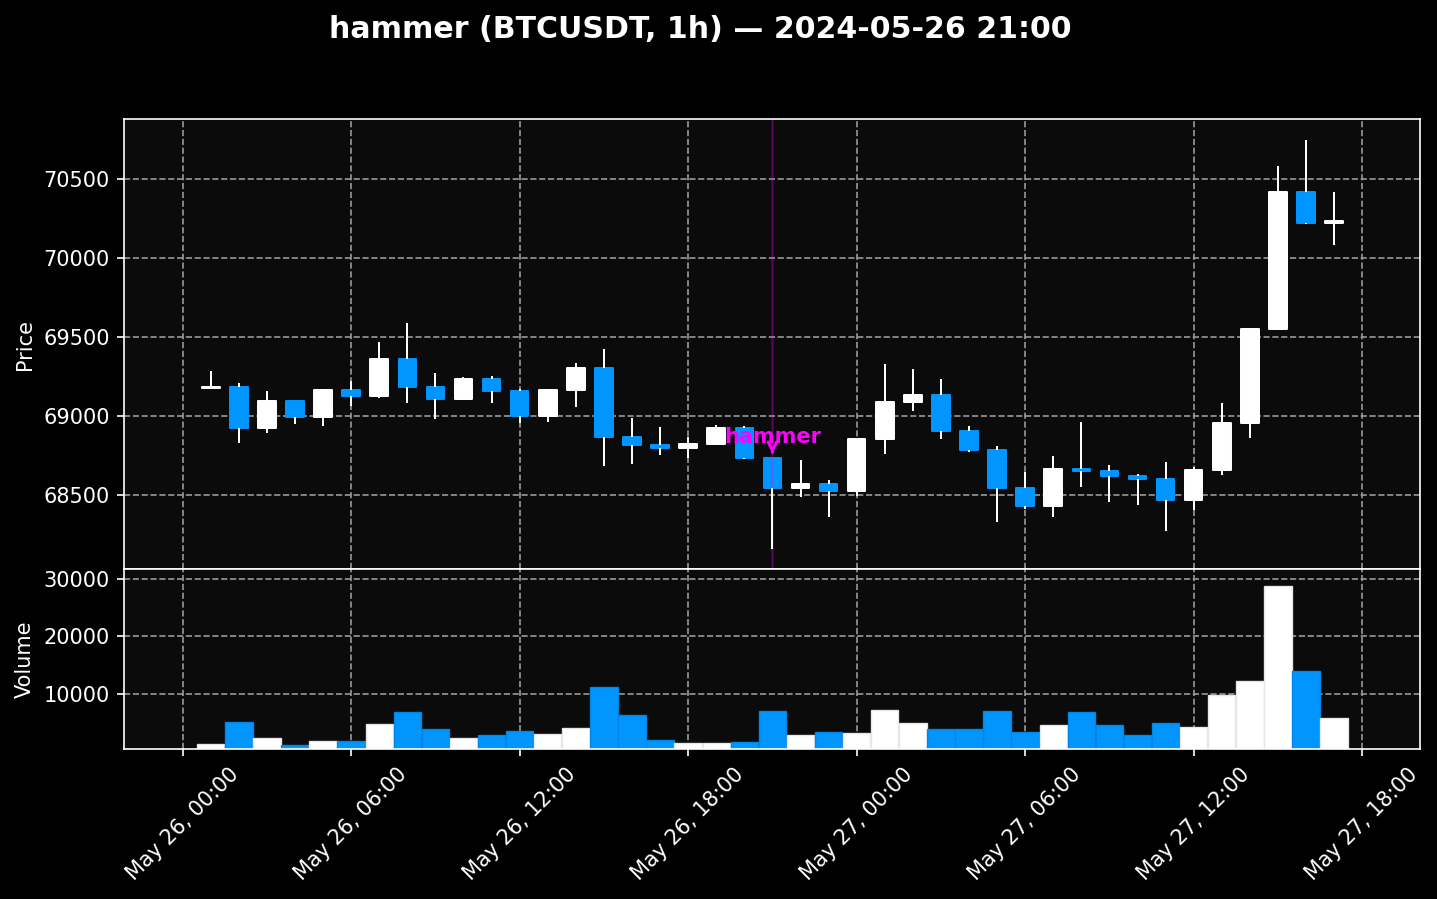 hammer (BTCUSDT, 1h) — 2024-05-26 21:00
70500
70000
69500
69000
68500
Price
hammer
30000
20000
10000
Volume
May 26, 00:00
May 26, 06:00
May 26, 12:00
May 26, 18:00
May 27, 00:00
May 27, 06:00
May 27, 12:00
May 27, 18:00